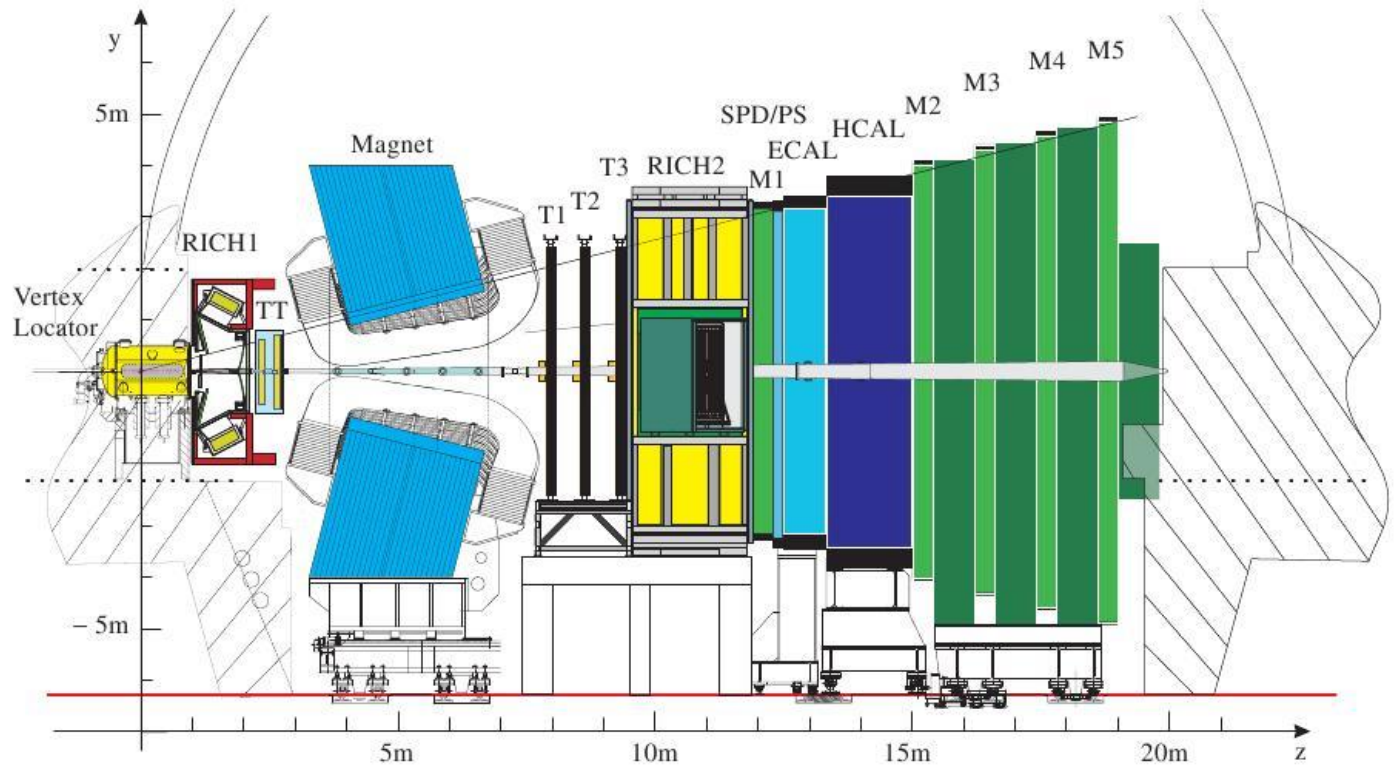 y
5m
M5
M4
M3
M2
SPD/PS
HCAL
ECAL
Magnet
T3
RICH2
M1
T2
T1
RICH1
TT
Vertex
Locator
− 5m
5m
10m
15m
20m
z